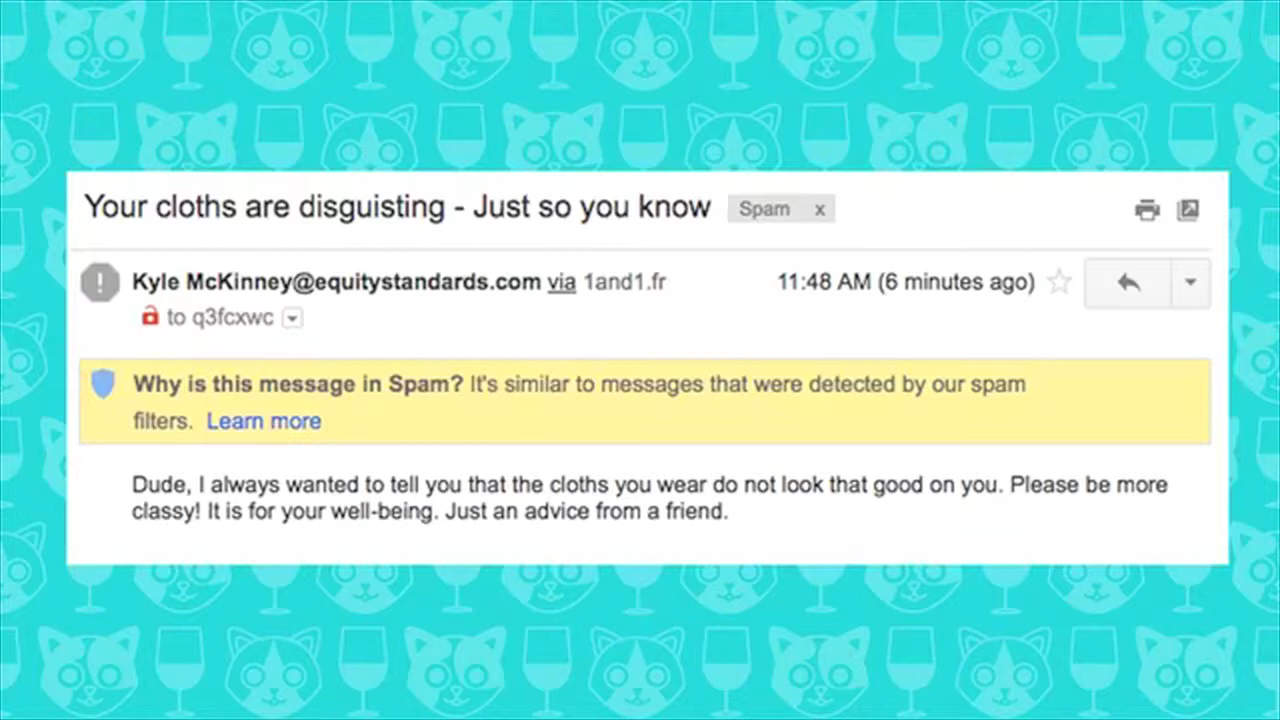 Your cloths are disguisting - Just so you know Spam x
Kyle McKinney@equitystandards.com via 1and1.fr 11:48 AM (6 minutes ago)
to q3fcxwc
Why is this message in Spam? It's similar to messages that were detected by our spam
filters. Learn more
Dude, I always wanted to tell you that the cloths you wear do not look that good on you. Please be more
classy! It is for your well-being. Just an advice from a friend.